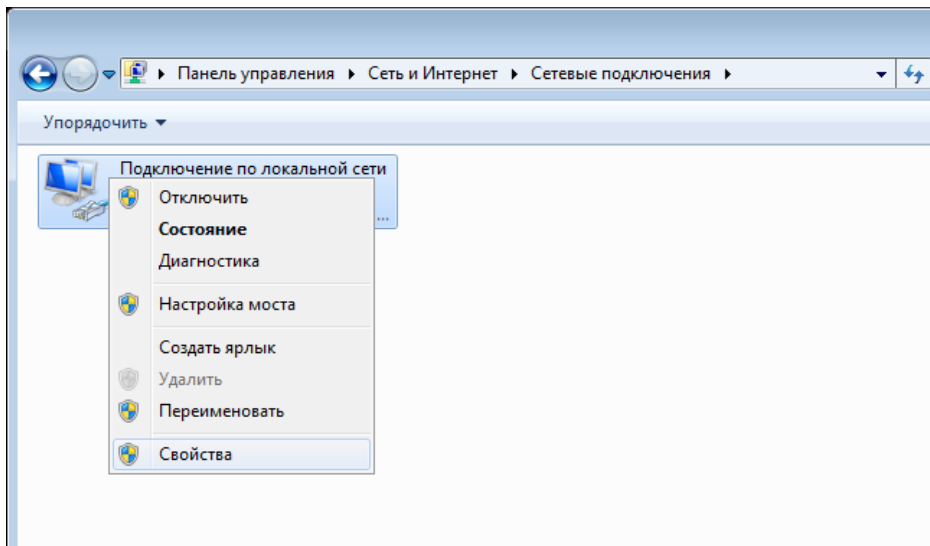 Панель управления Сеть и Интернет Сетевые подключения
Упорядочить
Подключение по локальной сети
Отключить
...
Состояние
Диагностика
Настройка моста
Создать ярлык
Удалить
Переименовать
Свойства